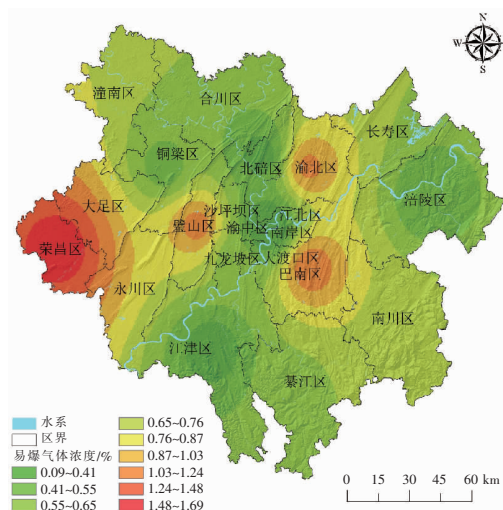 N
W E
S
潼南区
合川区
长寿区
铜梁区
北碚区
渝北区
涪陵区
大足区
沙坪坝区
江北区
璧山区
渝中区
南岸区
荣昌区
九龙坡区
大渡口区
巴南区
永川区
南川区
江津区
綦江区
水系
区界
易爆气体浓度/%
0.09~0.41
0.41~0.55
0.55~0.65
0.65~0.76
0.76~0.87
0.87~1.03
1.03~1.24
1.24~1.48
1.48~1.69
0 15 30 45 60 km